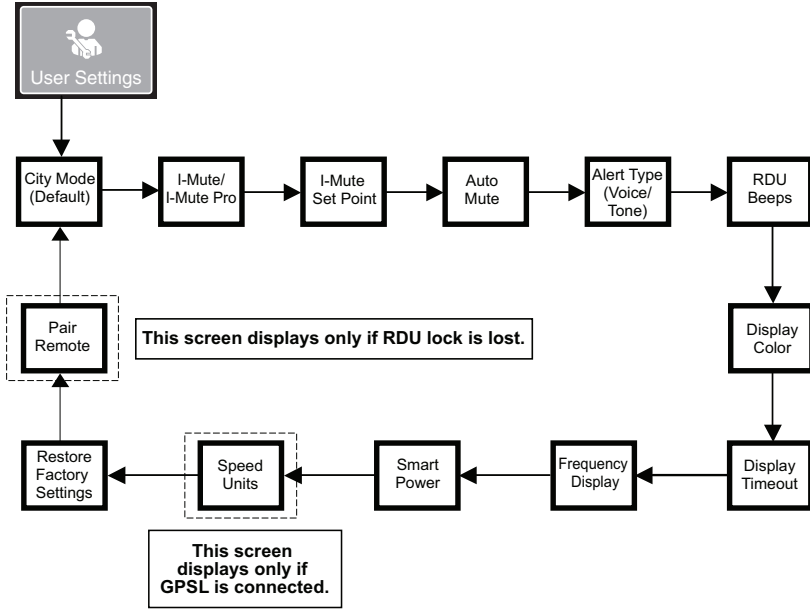 User Settings
City Mode
(Default)
I-Mute/
I-Mute Pro
I-Mute
Set Point
Auto
Mute
Alert Type
(Voice/
Tone)
RDU
Beeps
Pair
Remote
This screen displays only if RDU lock is lost.
Display
Color
Restore
Factory
Settings
Speed
Units
Smart
Power
Frequency
Display
Display
Timeout
This screen
displays only if
GPSL is connected.